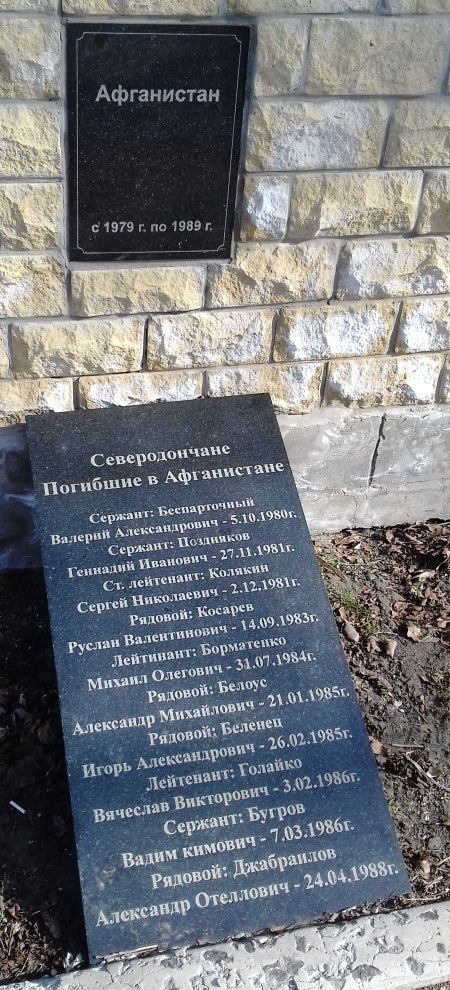 Афганистан
с 1979 г. по 1989 г.
Северодончане
Погибшие в Афганистане
Сержант: Беспарточный
Валерий Александрович - 5.10.1980г.
Сержант: Поздняков
Геннадий Иванович - 27.11.1981г.
Ст. лейтенант: Колякин
Сергей Николаевич - 2.12.1981г.
Рядовой: Косарев
Руслан Валентинович - 14.09.1983г.
Лейтинант: Борматенко
Михаил Олегович - 31.07.1984г.
Рядовой: Белоус
Александр Михайлович - 21.01.1985г.
Рядовой: Беленец
Игорь Александрович - 26.02.1985г.
Лейтенант: Голайко
Вячеслав Викторович - 3.02.1986г.
Сержант: Бугров
Вадим кимович - 7.03.1986г.
Рядовой: Джабраилов
Александр Отеллович - 24.04.1988г.